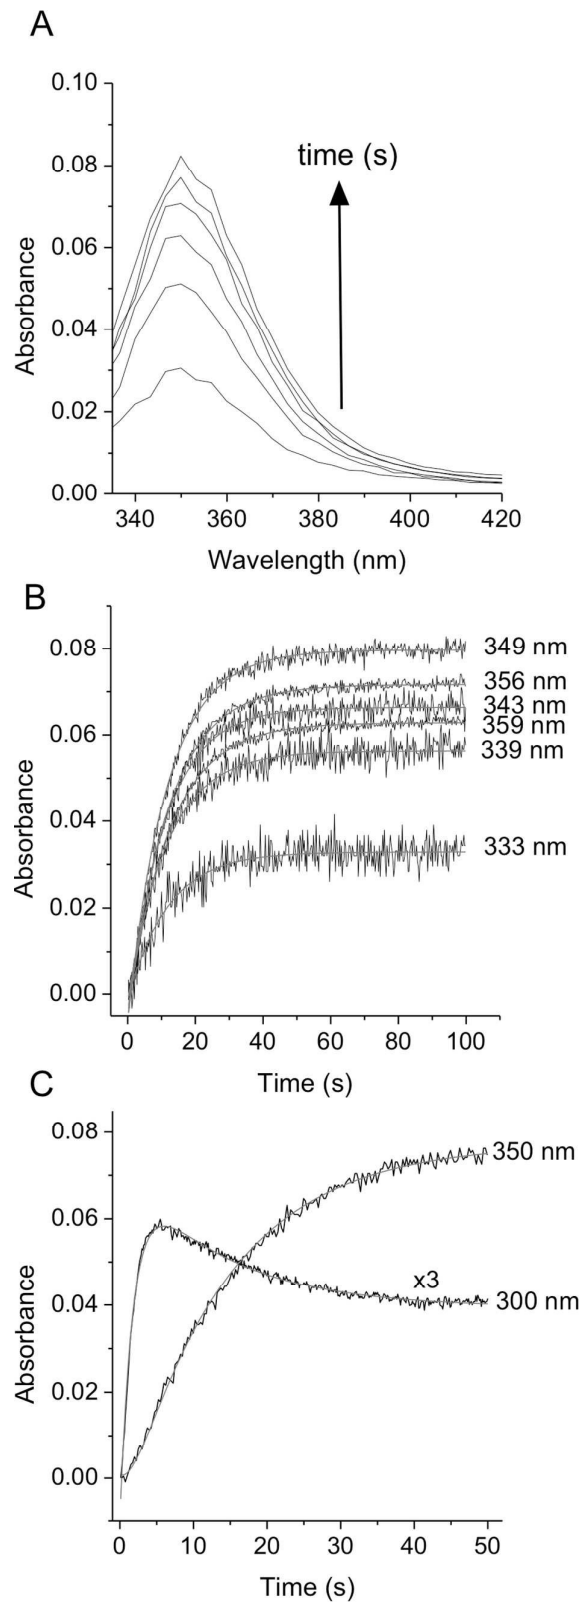 A
0.10
0.08
0.06
0.04
0.02
0.00
Absorbance
time (s)
340 360 380 400 420
Wavelength (nm)
B
0.08
0.06
0.04
0.02
0.00
Absorbance
349 nm
356 nm
343 nm
359 nm
339 nm
333 nm
0 20 40 60 80 100
Time (s)
C
0.08
0.06
0.04
0.02
0.00
Absorbance
350 nm
x3
300 nm
0 10 20 30 40 50
Time (s)